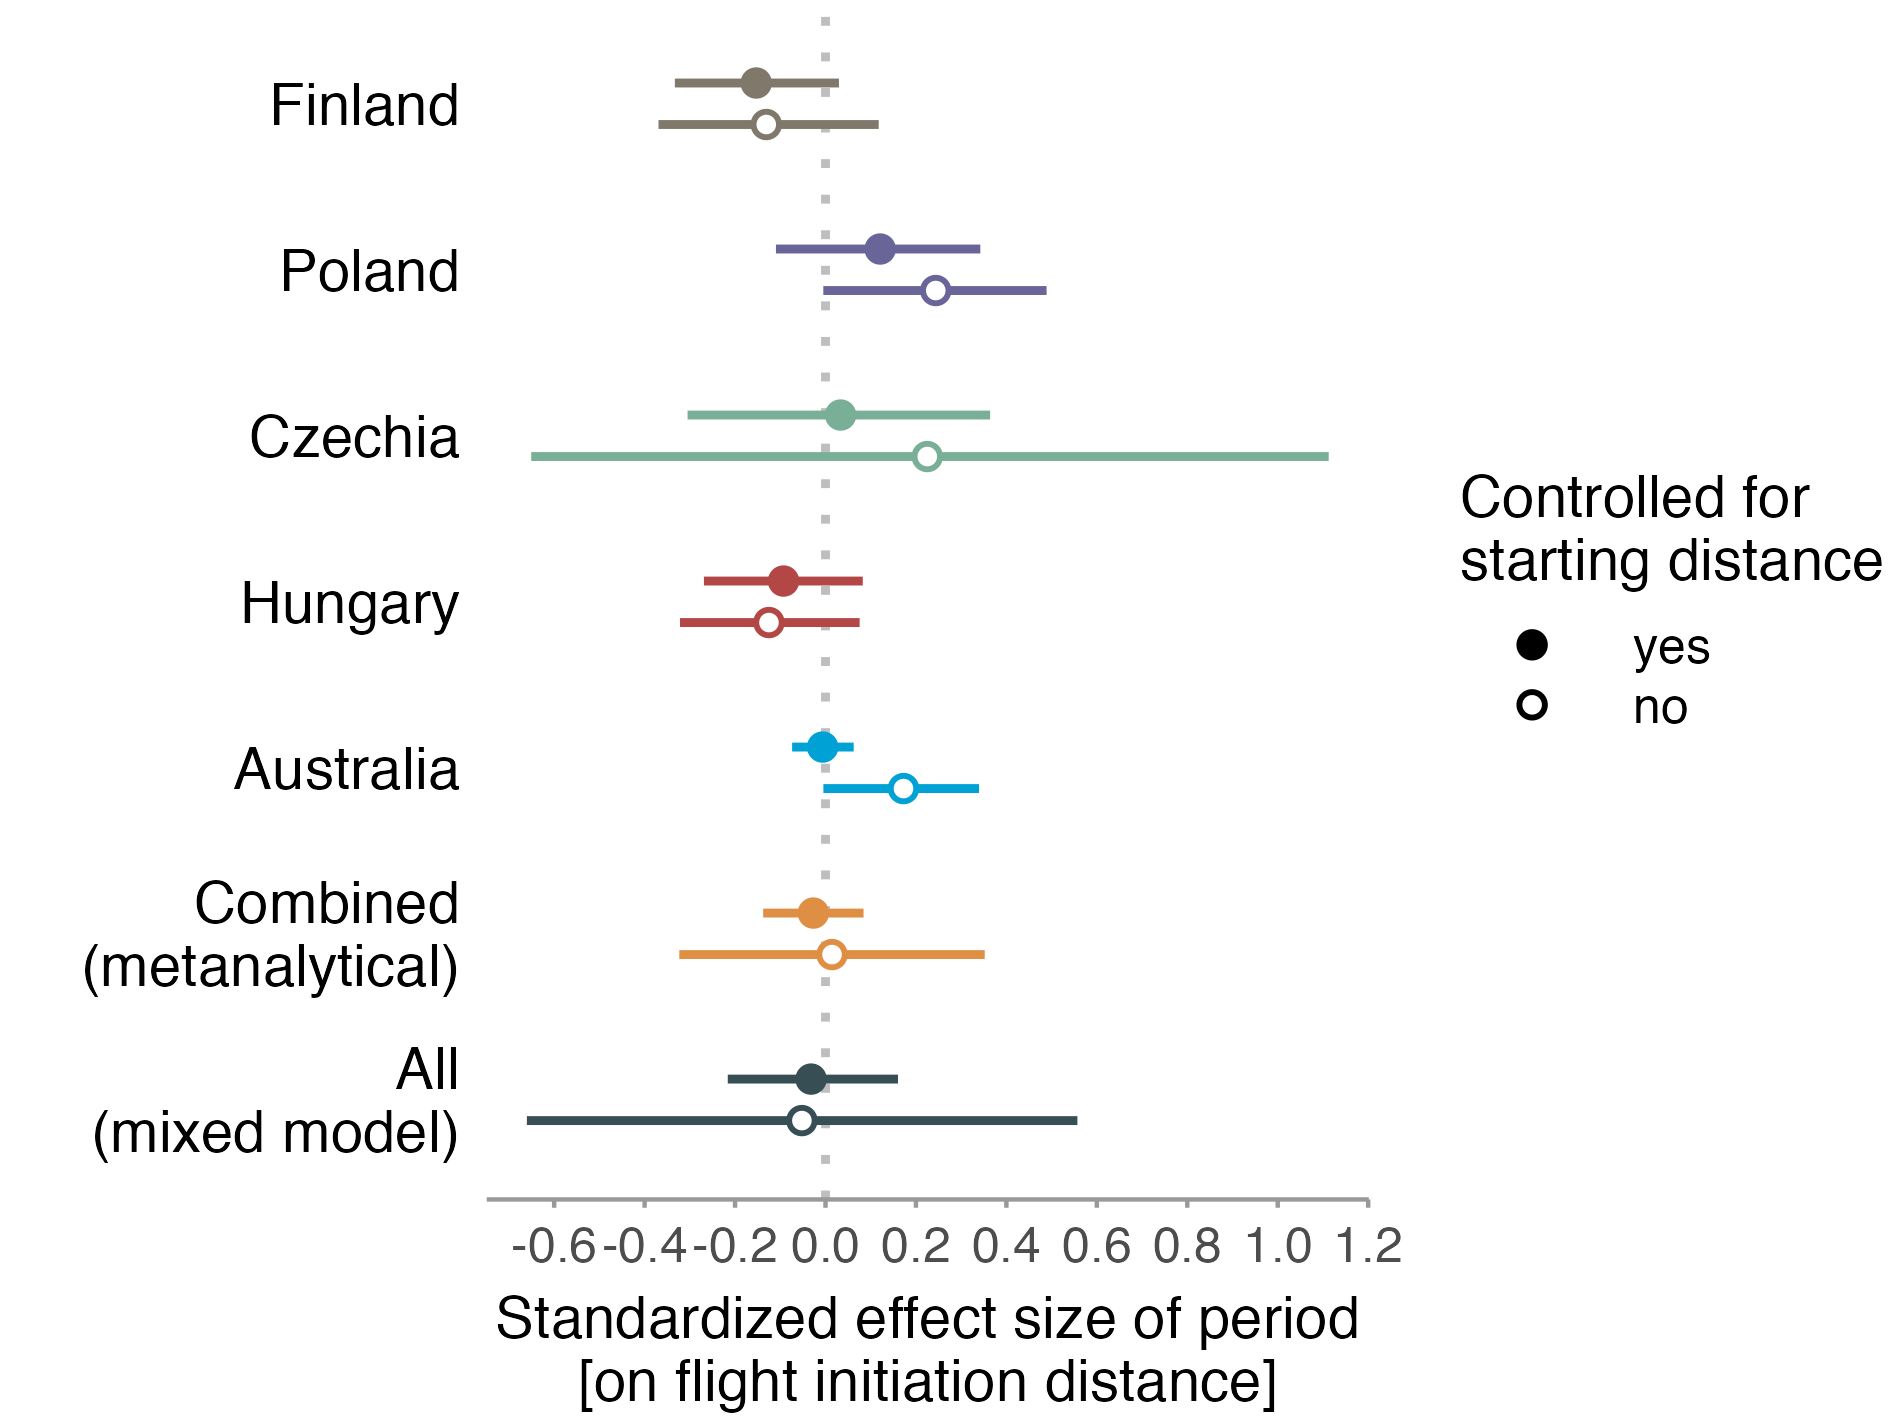 Finland
Poland
Czechia
Hungary
Australia
Combined
(metanalytical)
All
(mixed model)
Controlled for
starting distance
yes
no
-0.6 -0.4 -0.2 0.0 0.2 0.4 0.6 0.8 1.0 1.2
Standardized effect size of period
[on flight initiation distance]